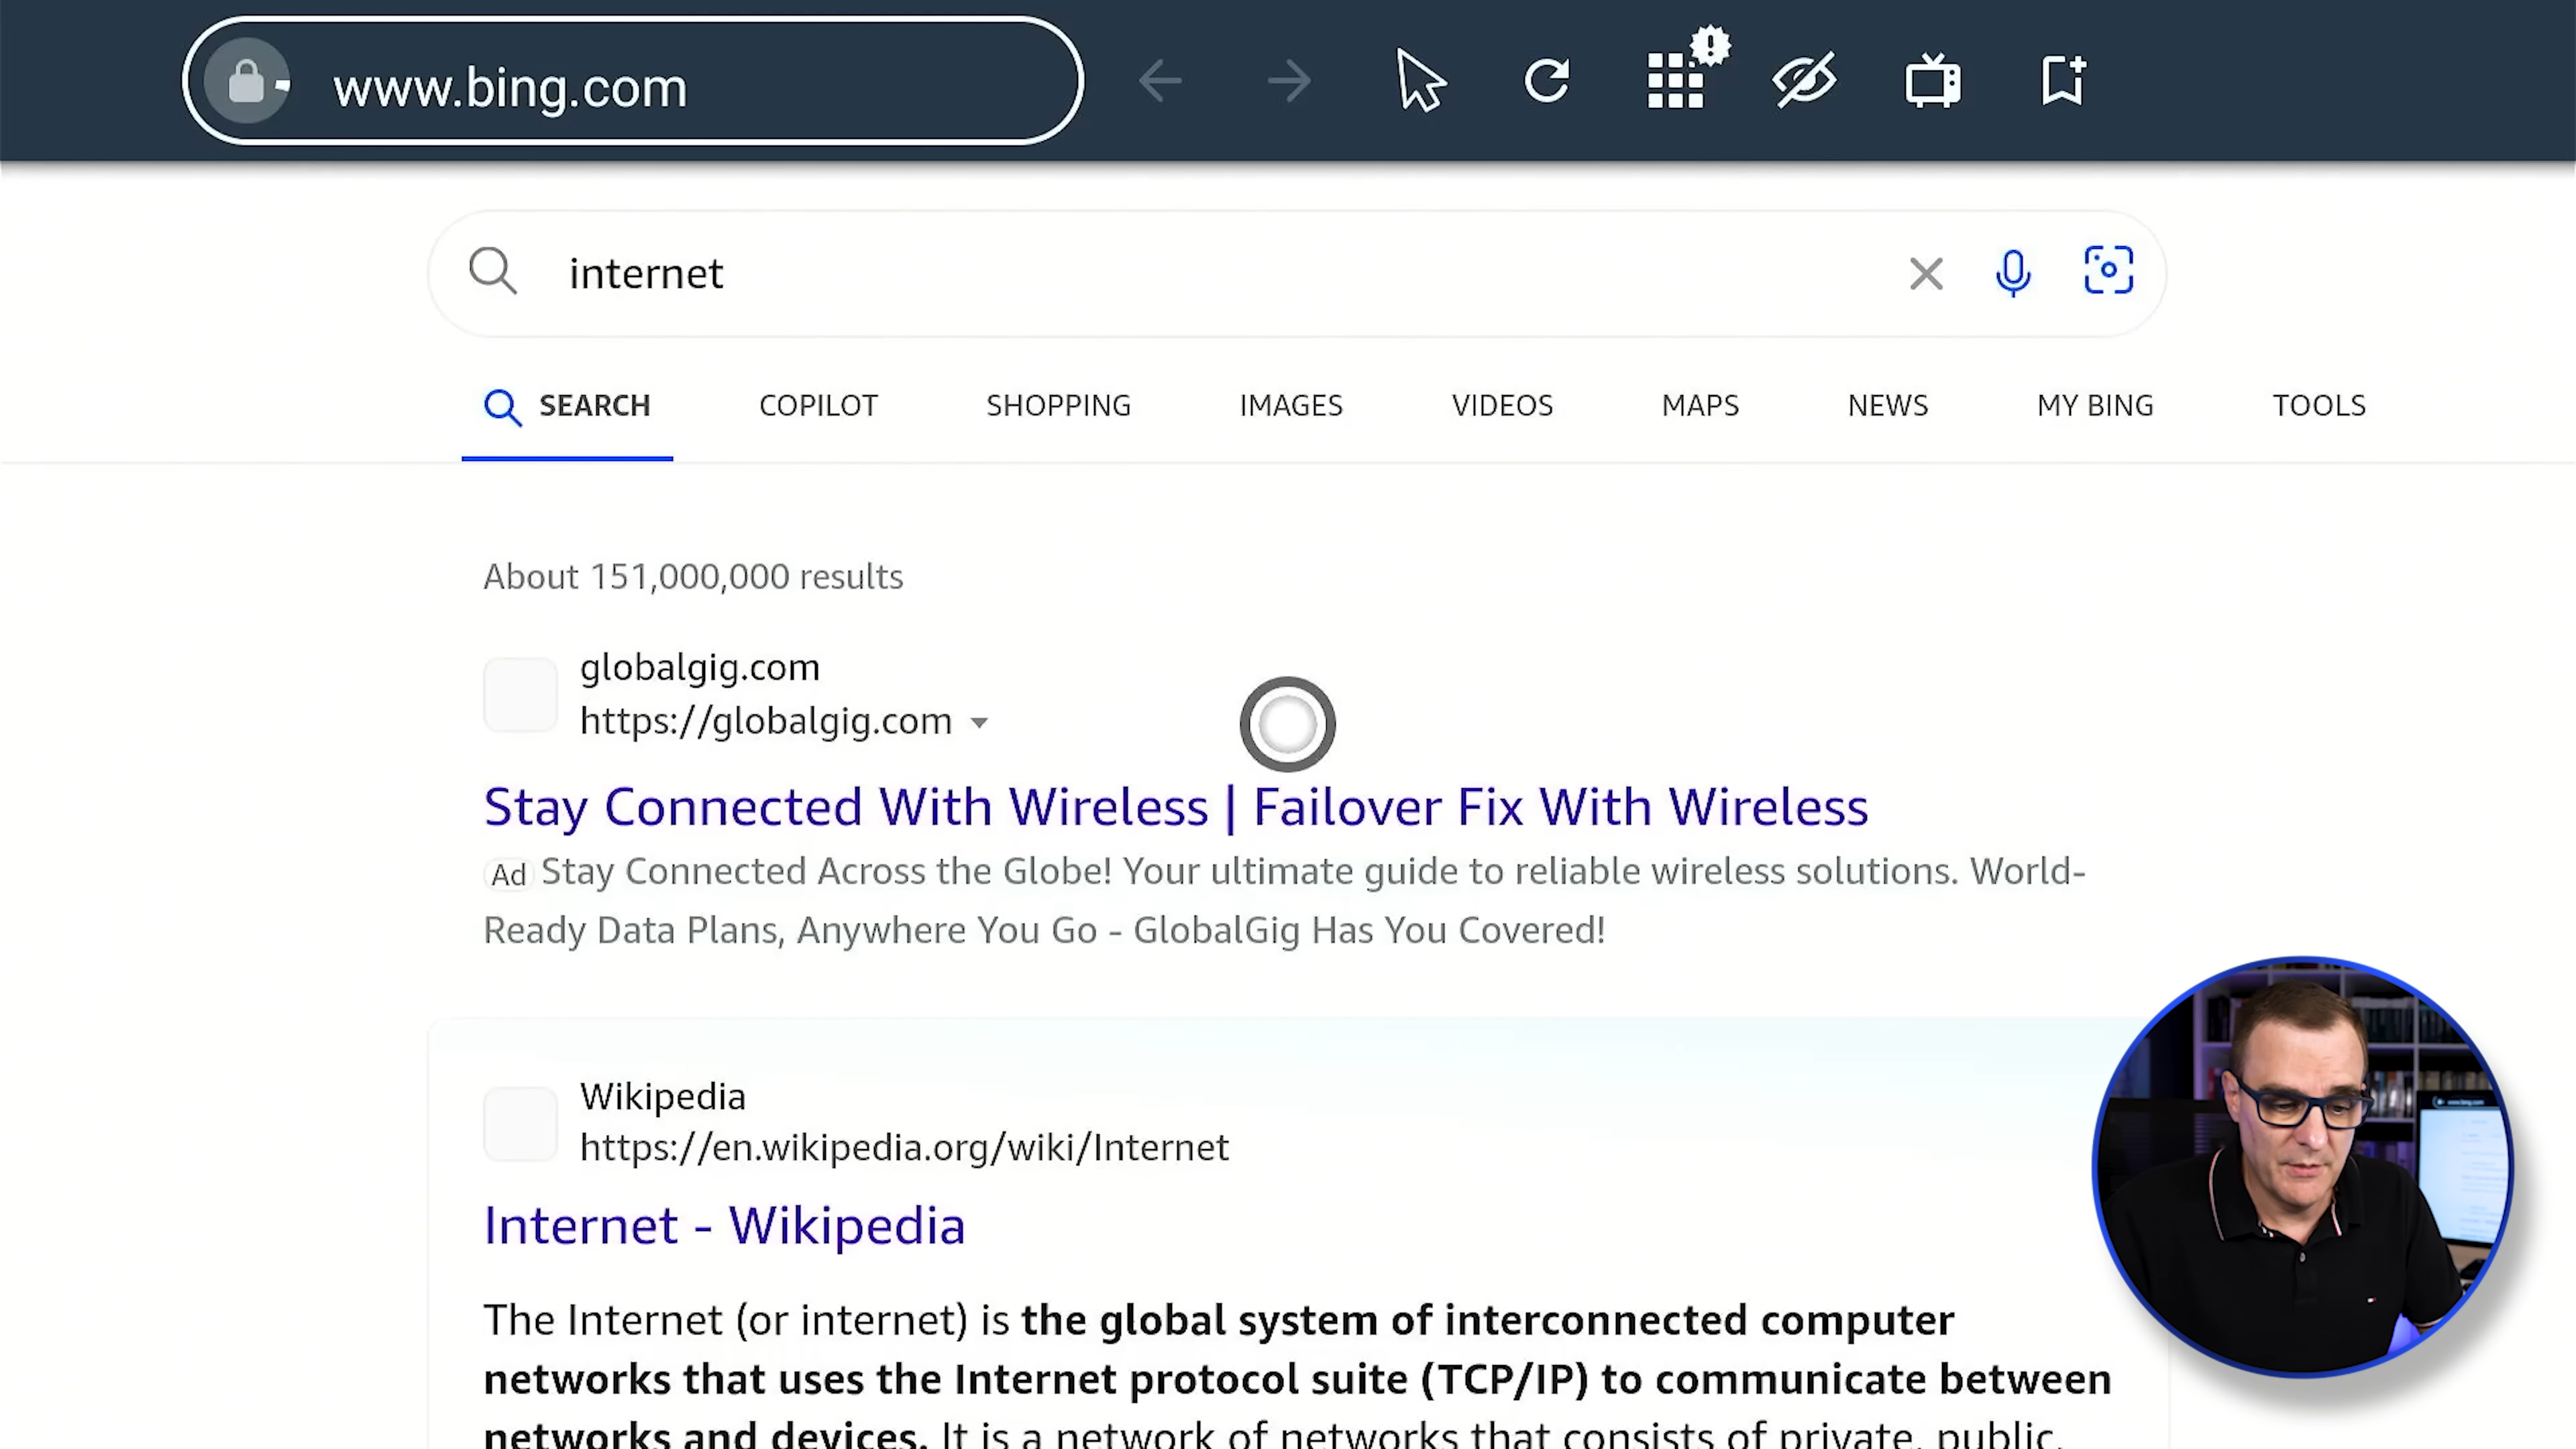 www.bing.com
internet
SEARCH COPILOT SHOPPING IMAGES VIDEOS MAPS NEWS MY BING TOOLS
About 151,000,000 results
globalgig.com
https://globalgig.com
Stay Connected With Wireless | Failover Fix With Wireless
Ad Stay Connected Across the Globe! Your ultimate guide to reliable wireless solutions. World-
Ready Data Plans, Anywhere You Go - GlobalGig Has You Covered!
Wikipedia
https://en.wikipedia.org/wiki/Internet
Internet - Wikipedia
The Internet (or internet) is the global system of interconnected computer
networks that uses the Internet protocol suite (TCP/IP) to communicate between
networks and devices. It is a network of networks that consists of private, public,